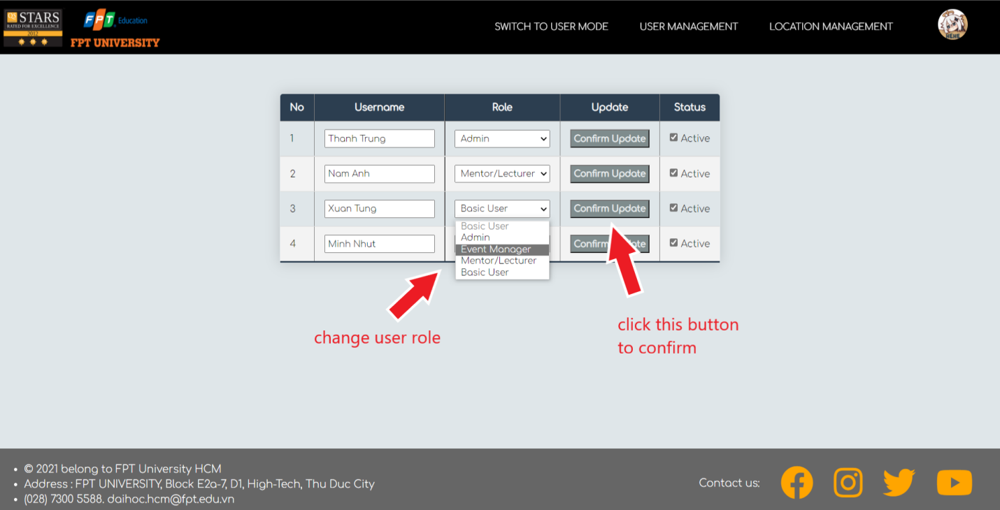 STARS
RATED FOR EXCELLENCE
2012
FPT Education
FPT UNIVERSITY
SWITCH TO USER MODE
USER MANAGEMENT
LOCATION MANAGEMENT
HEHE
No Username Role Update Status
1 Thanh Trung Admin Confirm Update Active
2 Nam Anh Mentor/Lecturer Confirm Update Active
3 Xuan Tung Basic User Confirm Update Active
Basic User
Admin
Event Manager
Mentor/Lecturer
Basic User
4 Minh Nhut Active
change user role
click this button
to confirm
• © 2021 belong to FPT University HCM
• Address : FPT UNIVERSITY, Block E2a-7, D1, High-Tech, Thu Duc City
• (028) 7300 5588. daihoc.hcm@fpt.edu.vn
Contact us: